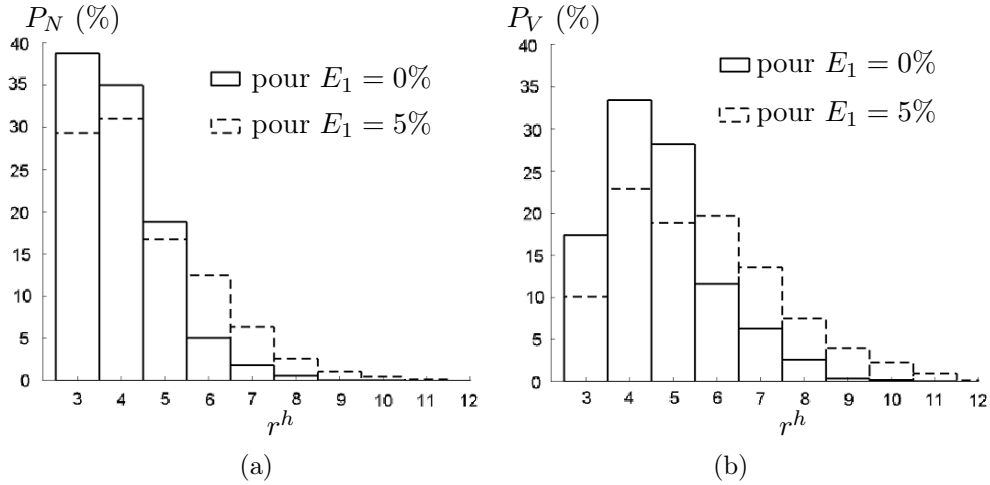 P_N (%)
40
35
30
25
20
15
10
5
0
pour E_1 = 0%
pour E_1 = 5%
3 4 5 6 7 8 9 10 11 12
r^h
(a)
P_V (%)
40
35
30
25
20
15
10
5
0
pour E_1 = 0%
pour E_1 = 5%
3 4 5 6 7 8 9 10 11 12
r^h
(b)